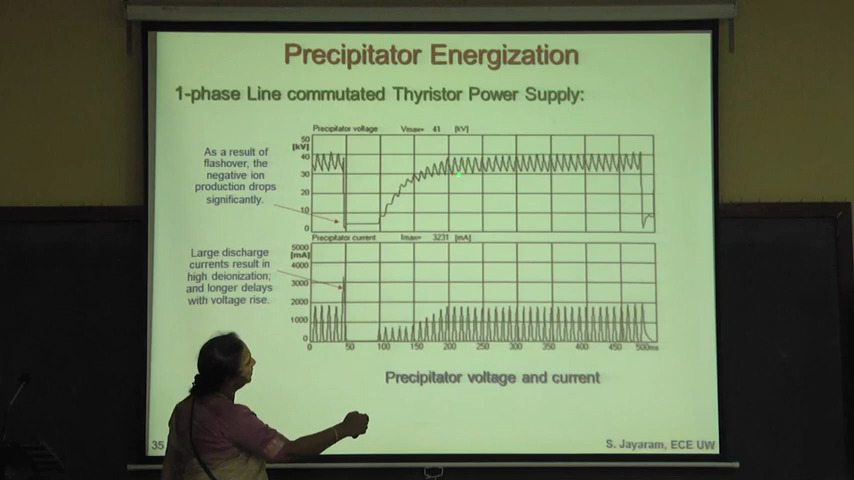 Precipitator Energization
1-phase Line commutated Thyristor Power Supply:
Precipitator voltage Vmax= 41 [kV]
50
[kV]
40
30
20
10
0
As a result of
flashover, the
negative ion
production drops
significantly.
Precipitator current Imax= 3231 [mA]
5000
[mA]
4000
3000
2000
1000
0
Large discharge
currents result in
high deionization;
and longer delays
with voltage rise.
0 50 100 150 200 250 300 350 400 450 500ms
Precipitator voltage and current
35
S. Jayaram, ECE UW